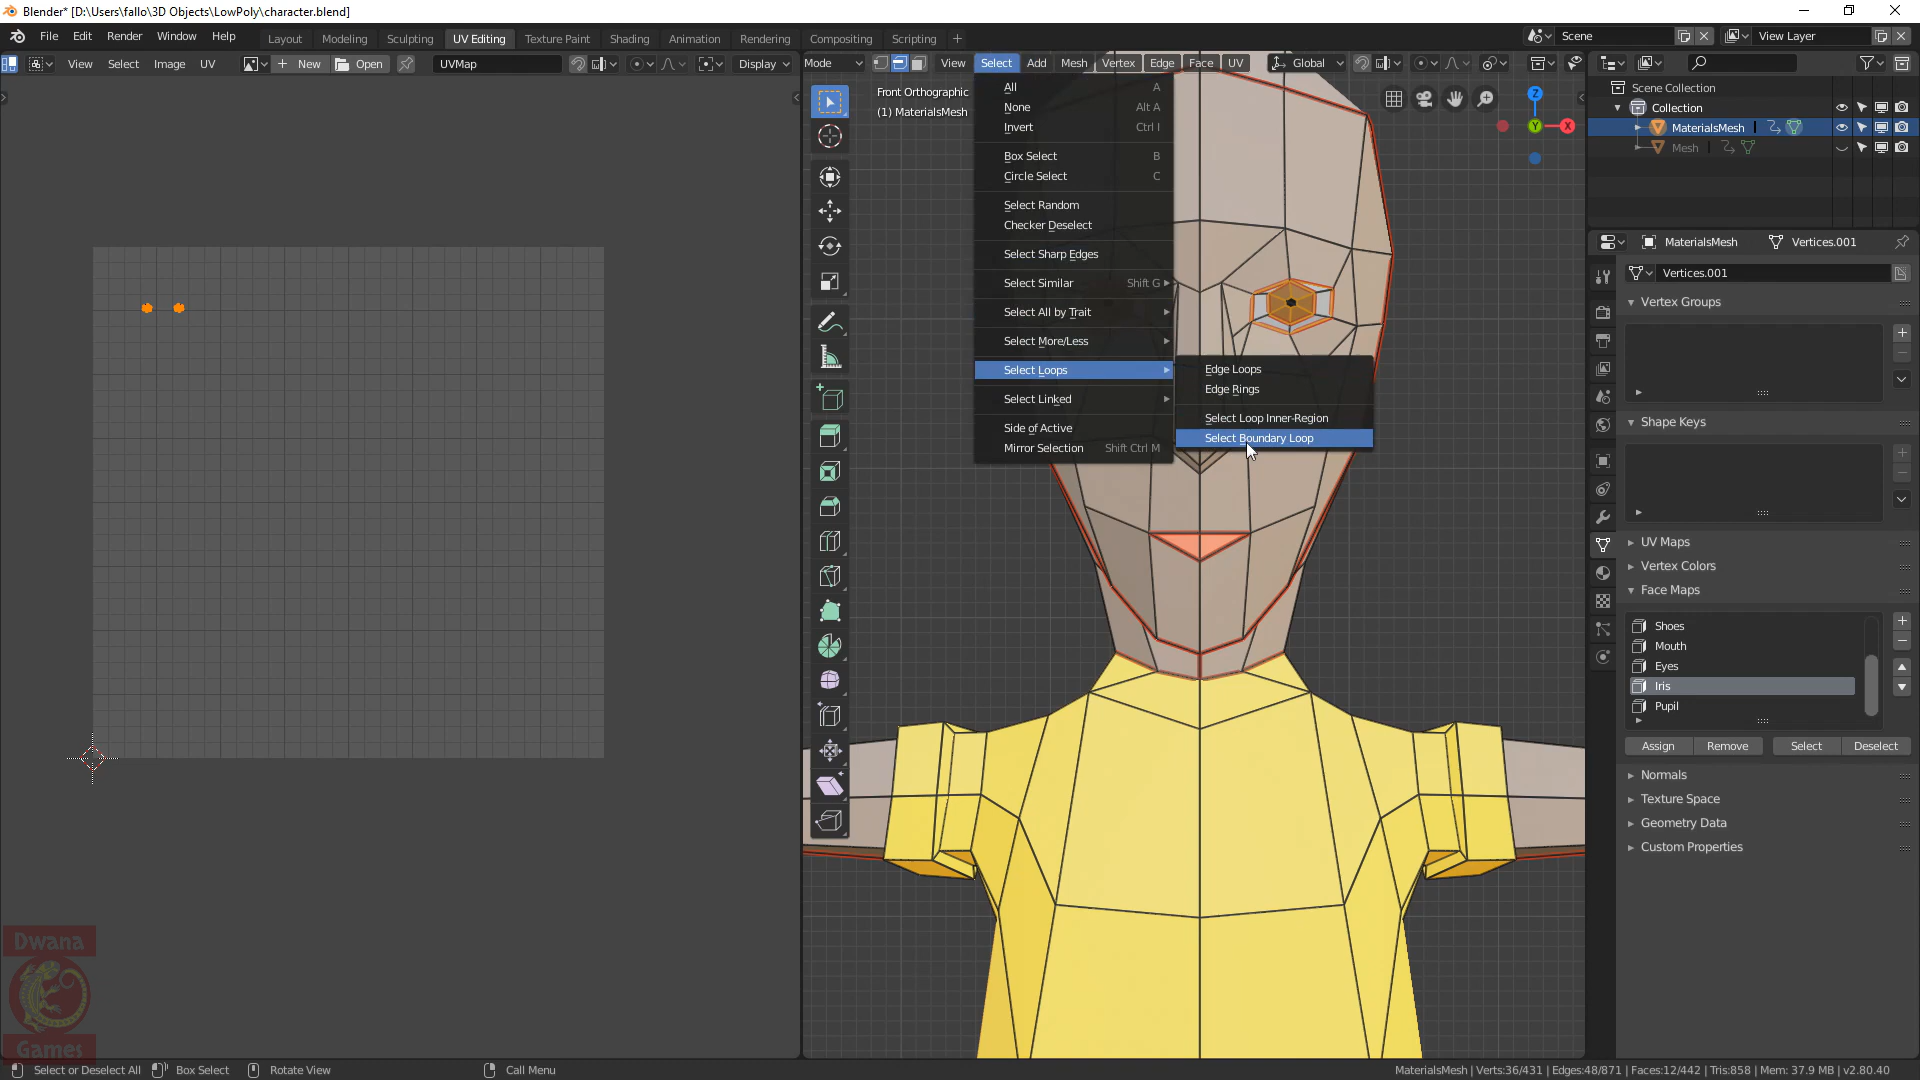 Blender* [D:\Users\fallo\3D Objects\LowPoly\character.blend]
File Edit Render Window Help
Layout Modeling Sculpting UV Editing Texture Paint Shading Animation Rendering Compositing Scripting
Scene
View Layer
View Select Image UV
New Open
UVMap
Display
Mode
View Select Add Mesh Vertex Edge Face UV
Global
Front Orthographic
(1) MaterialsMesh
Z
Y
X
All A
None Alt A
Invert Ctrl I
Box Select B
Circle Select C
Select Random
Checker Deselect
Select Sharp Edges
Select Similar Shift G
Select All by Trait
Select More/Less
Select Loops
Select Linked
Side of Active
Mirror Selection Shift Ctrl M
Edge Loops
Edge Rings
Select Loop Inner-Region
Select Boundary Loop
Scene Collection
Collection
MaterialsMesh
Mesh
MaterialsMesh Vertices.001
Vertices.001
Vertex Groups
Shape Keys
UV Maps
Vertex Colors
Face Maps
Shoes
Mouth
Eyes
Iris
Pupil
Assign Remove Select Deselect
Normals
Texture Space
Geometry Data
Custom Properties
Dwana
Games
Select or Deselect All
Box Select
Rotate View
Call Menu
MaterialsMesh | Verts:36/431 | Edges:48/871 | Faces:12/442 | Tris:858 | Mem: 37.9 MB | v2.80.40